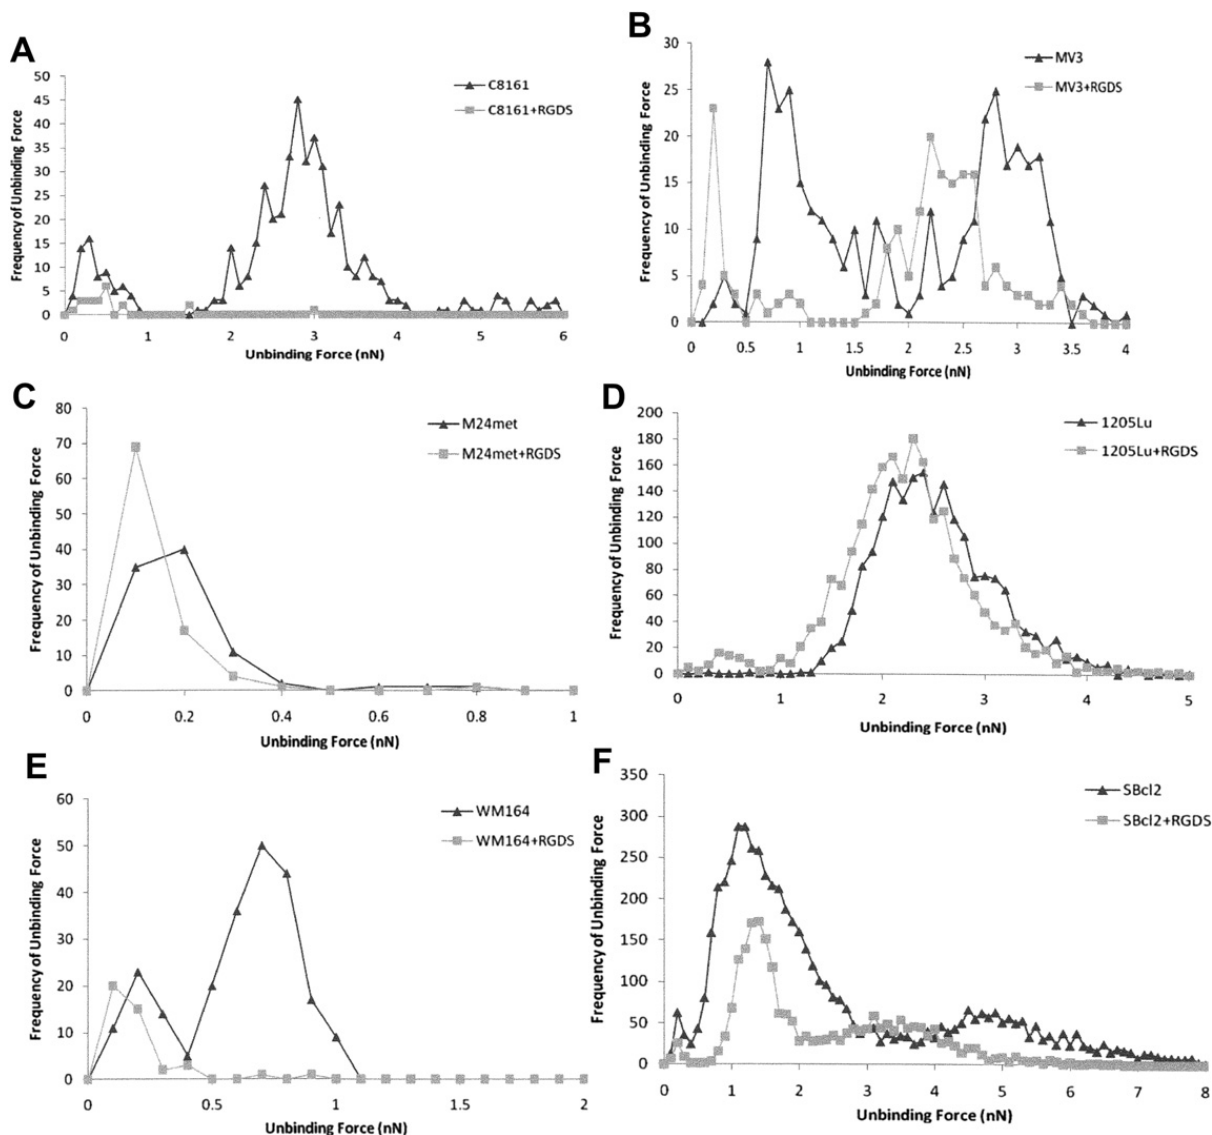 A
C8161
C8161+RGDS
Frequency of Unbinding Force
50
45
40
35
30
25
20
15
10
5
0
0 1 2 3 4 5 6
Unbinding Force (nN)
B
MV3
MV3+RGDS
Frequency of Unbinding Force
30
25
20
15
10
5
0
0 0.5 1 1.5 2 2.5 3 3.5 4
Unbinding Force (nN)
C
M24met
M24met+RGDS
Frequency of Unbinding Force
80
70
60
50
40
30
20
10
0
0 0.2 0.4 0.6 0.8 1
Unbinding Force (nN)
D
1205Lu
1205Lu+RGDS
Frequency of Unbinding Force
200
180
160
140
120
100
80
60
40
20
0
0 1 2 3 4 5
Unbinding Force (nN)
E
WM164
WM164+RGDS
Frequency of Unbinding Force
60
50
40
30
20
10
0
0 0.5 1 1.5 2
Unbinding Force (nN)
F
SBcl2
SBcl2+RGDS
Frequency of Unbinding Force
350
300
250
200
150
100
50
0
0 1 2 3 4 5 6 7 8
Unbinding Force (nN)